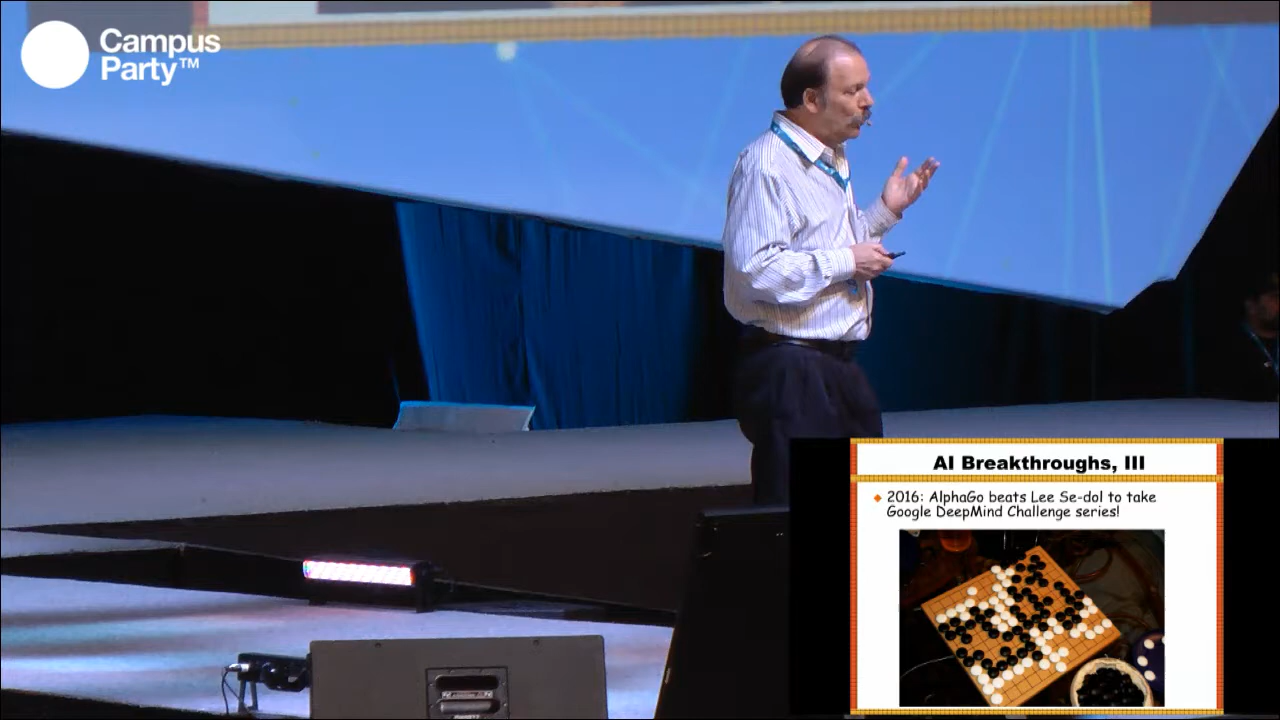 Campus
Party™
AI Breakthroughs, III
2016: AlphaGo beats Lee Se-dol to take
Google DeepMind Challenge series!